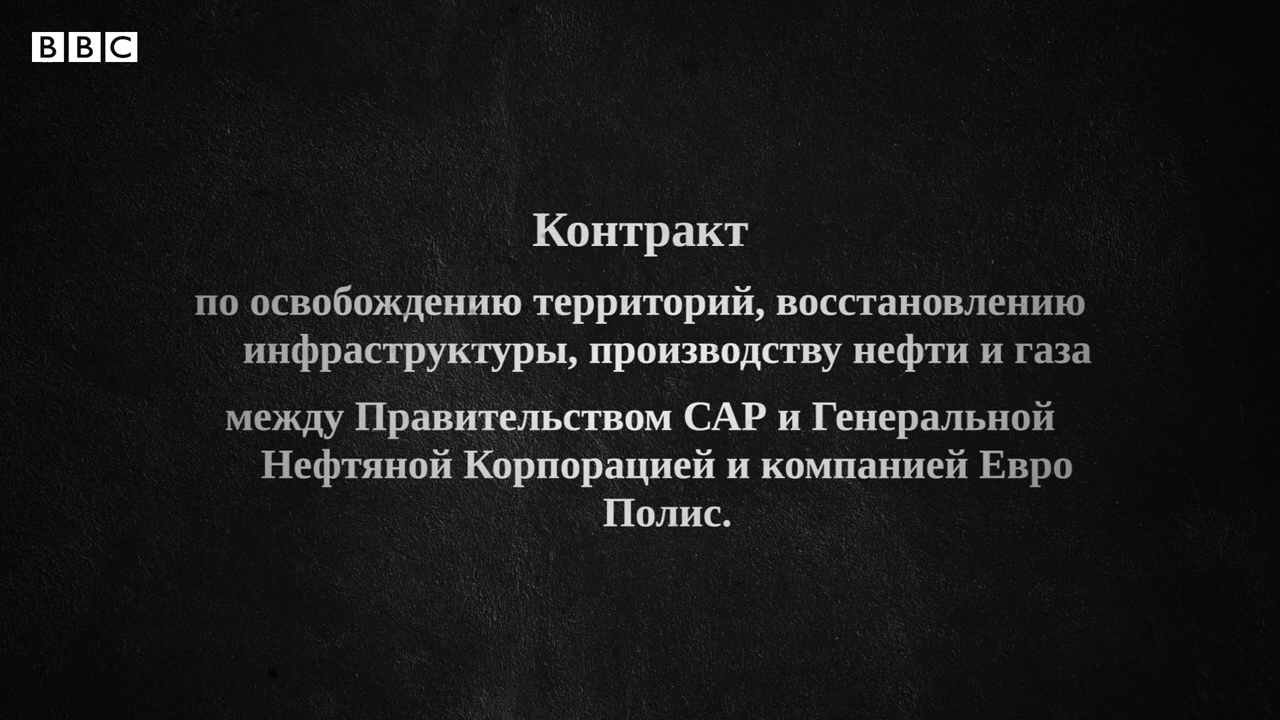 BBC
Контракт
по освобождению территорий, восстановлению
инфраструктуры, производству нефти и газа
между Правительством САР и Генеральной
Нефтяной Корпорацией и компанией Евро
Полис.